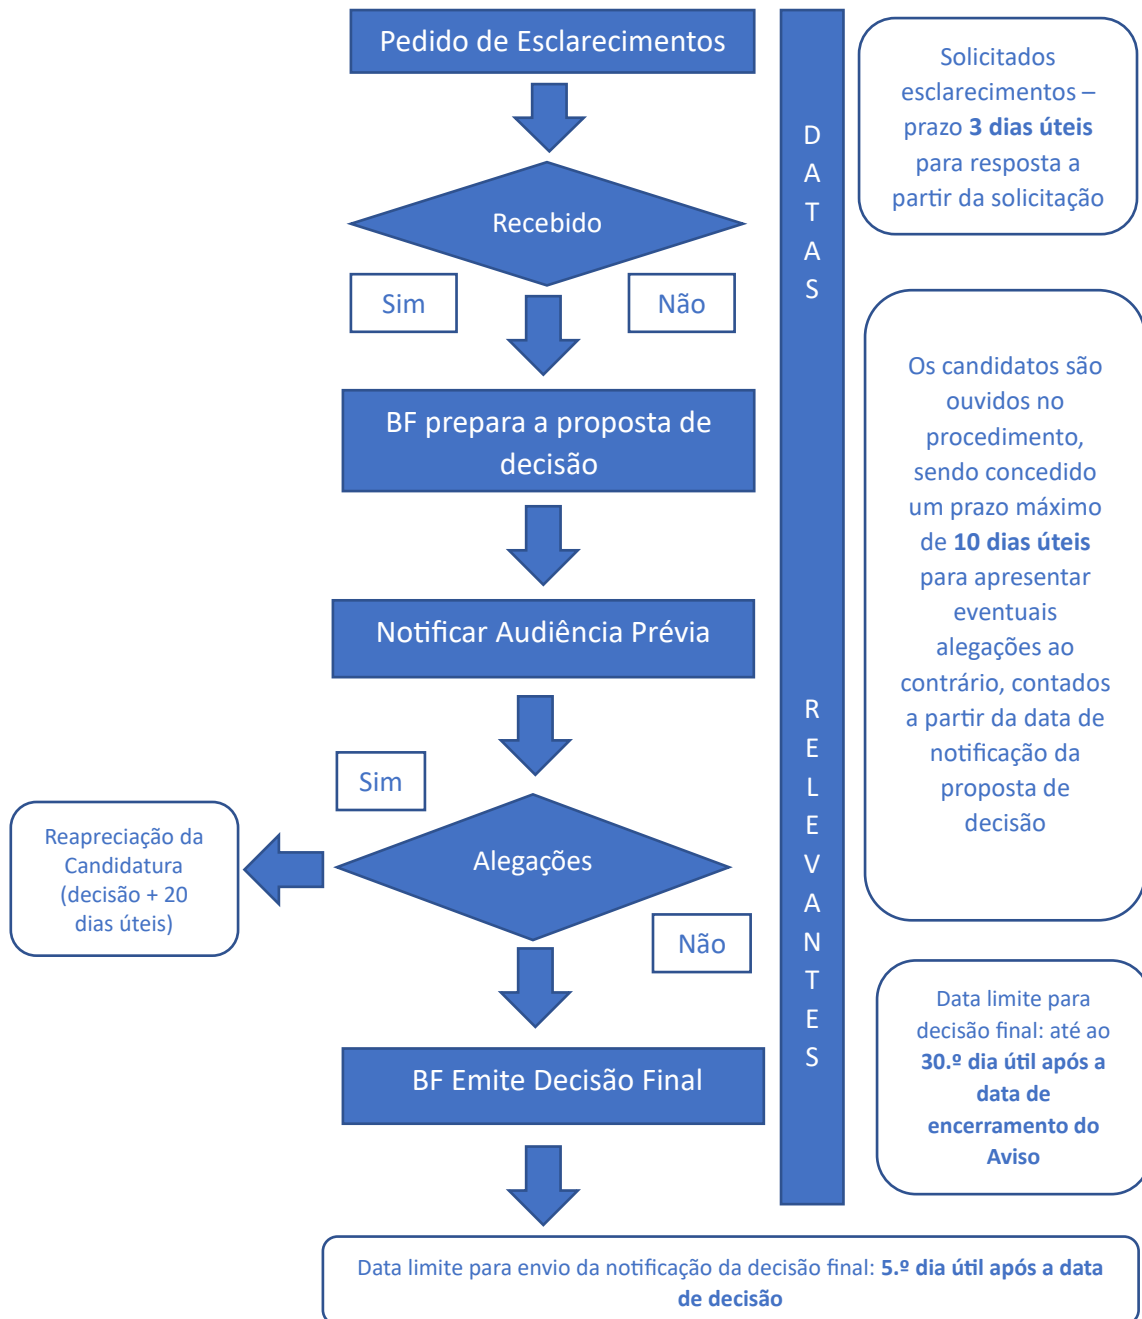 Pedido de Esclarecimentos
Recebido
Sim
Não
BF prepara a proposta de
decisão
Notificar Audiência Prévia
Sim
Alegações
Reapreciação da
Candidatura
(decisão + 20
dias úteis)
Não
BF Emite Decisão Final
Data limite para envio da notificação da decisão final: 5.º dia útil após a data
de decisão
D
A
T
A
S
R
E
L
E
V
A
N
T
E
S
Solicitados
esclarecimentos –
prazo 3 dias úteis
para resposta a
partir da solicitação
Os candidatos são
ouvidos no
procedimento,
sendo concedido
um prazo máximo
de 10 dias úteis
para apresentar
eventuais
alegações ao
contrário, contados
a partir da data de
notificação da
proposta de
decisão
Data limite para
decisão final: até ao
30.º dia útil após a
data de
encerramento do
Aviso